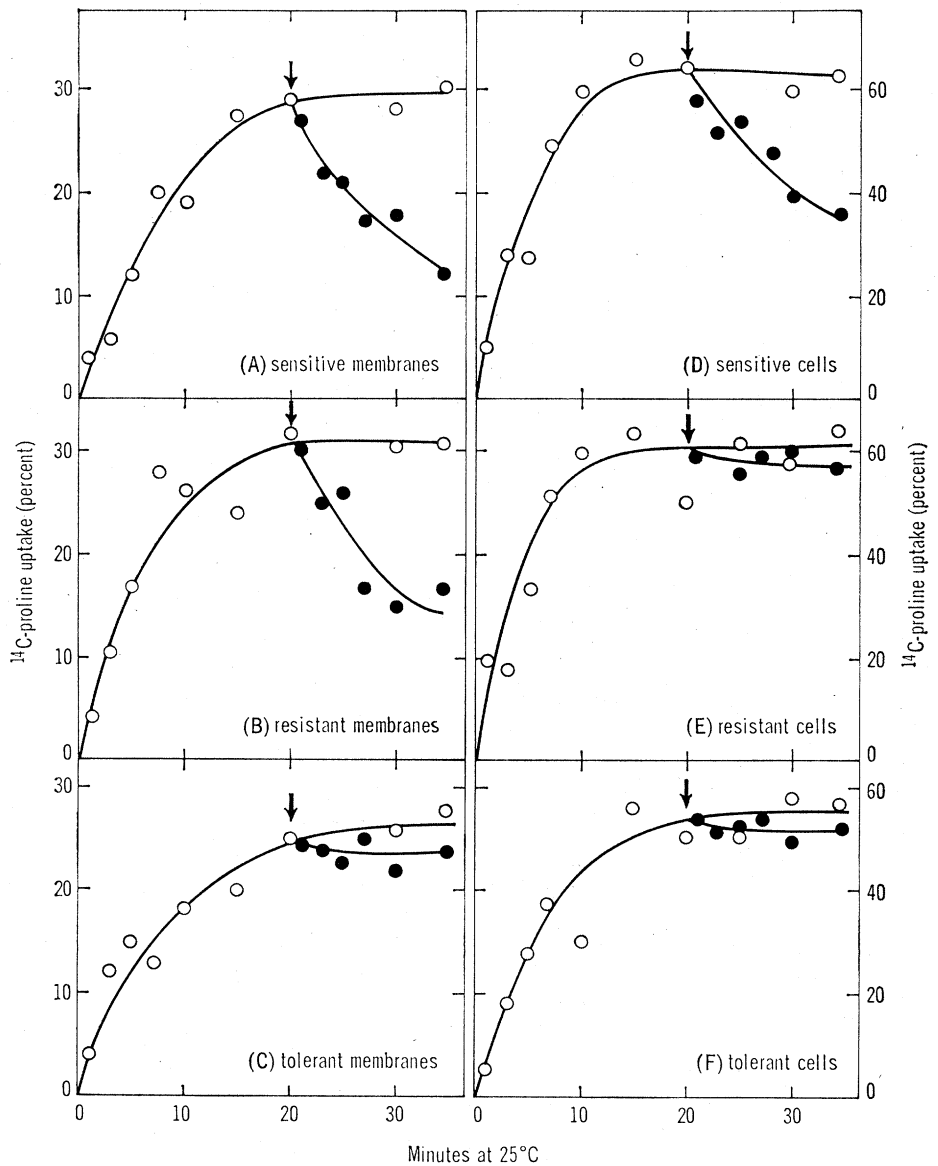 30
20
10
0
(A) sensitive membranes
60
40
20
0
(D) sensitive cells
30
20
10
0
(B) resistant membranes
60
40
20
0
(E) resistant cells
¹⁴C-proline uptake (percent)
¹⁴C-proline uptake (percent)
30
20
10
0
(C) tolerant membranes
60
40
20
0
(F) tolerant cells
0 10 20 30 0 10 20 30
Minutes at 25°C